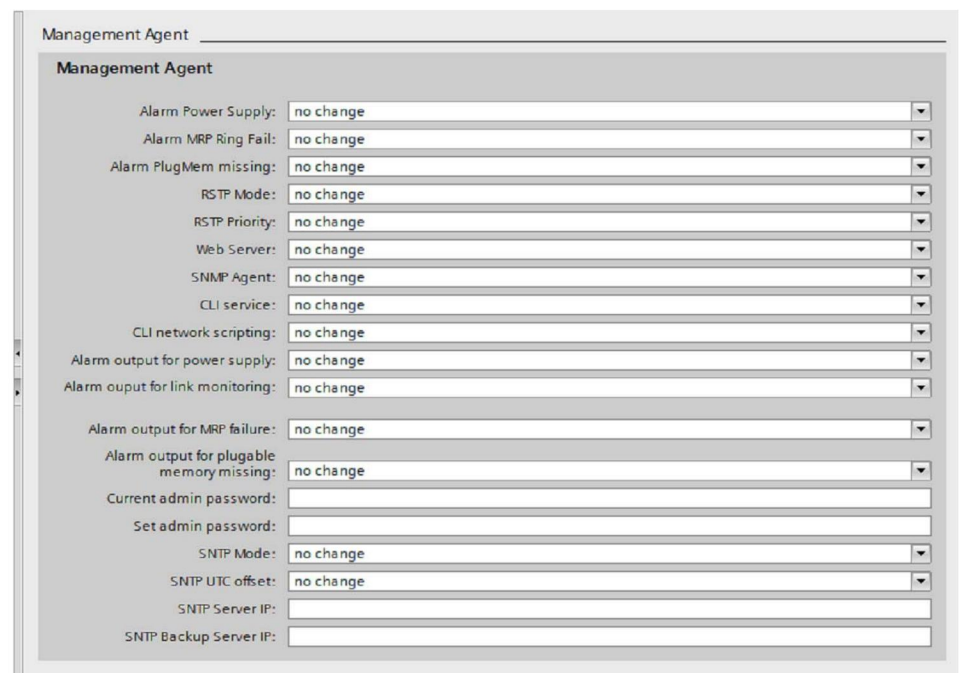 Management Agent
Management Agent
Alarm Power Supply: no change
Alarm MRP Ring Fail: no change
Alarm PlugMem missing: no change
RSTP Mode: no change
RSTP Priority: no change
Web Server: no change
SNMP Agent: no change
CLI service: no change
CLI network scripting: no change
Alarm output for power supply: no change
Alarm ouput for link monitoring: no change
Alarm output for MRP failure: no change
Alarm output for plugable
memory missing: no change
Current admin password:
Set admin password:
SNTP Mode: no change
SNTP UTC offset: no change
SNTP Server IP:
SNTP Backup Server IP: